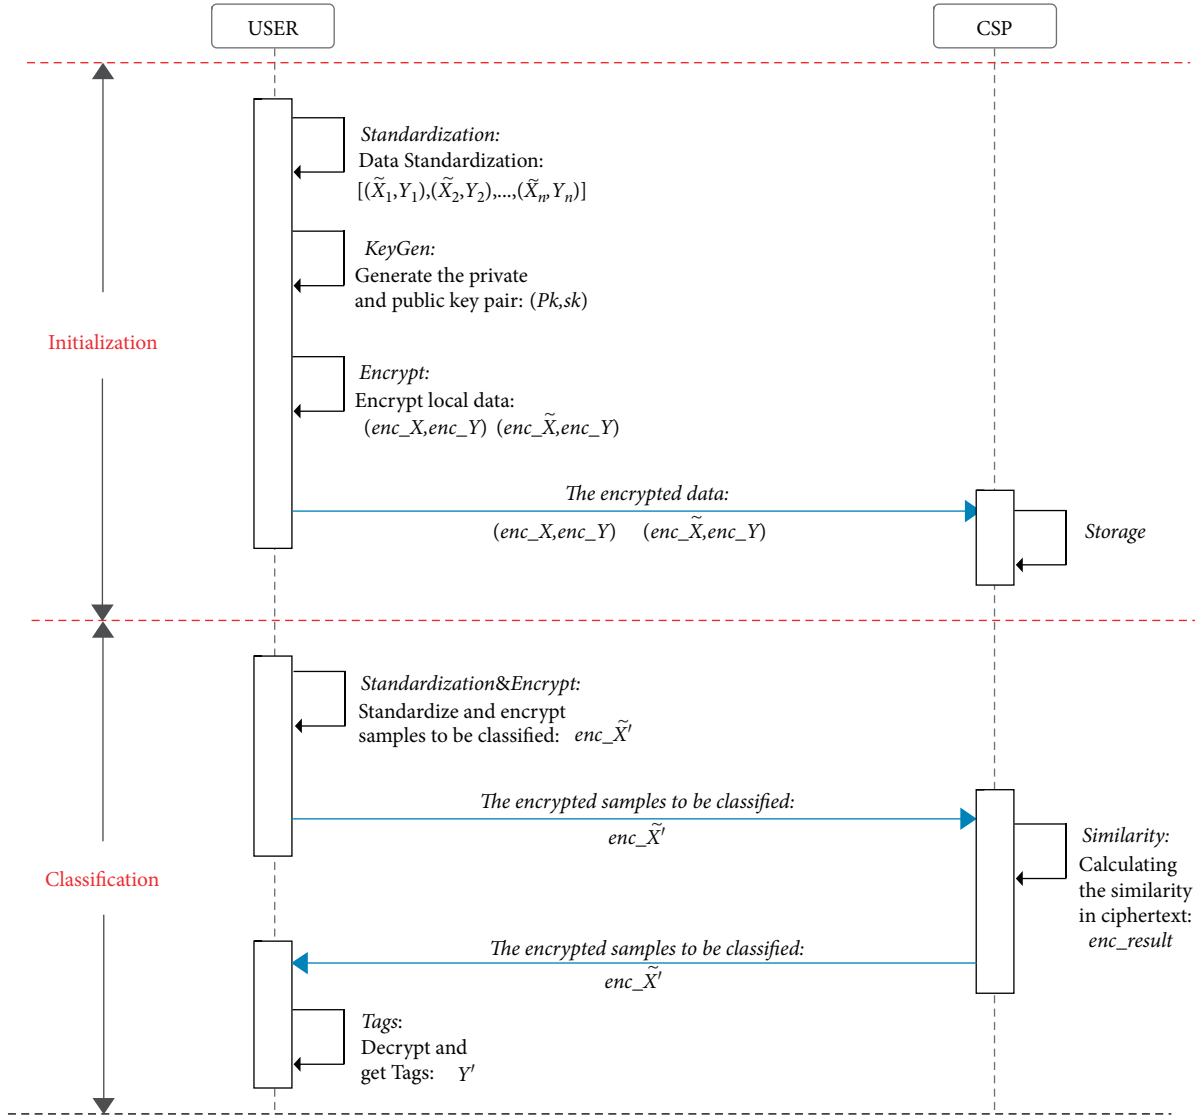 USER
CSP
Standardization:
Data Standardization:
[(X̃₁,Y₁),(X̃₂,Y₂),...,(X̃ₙ,Yₙ)]
KeyGen:
Generate the private
and public key pair: (Pk,sk)
Initialization
Encrypt:
Encrypt local data:
(enc_X,enc_Y) (enc_X̃,enc_Y)
The encrypted data:
(enc_X,enc_Y) (enc_X̃,enc_Y)
Storage
Standardization&Encrypt:
Standardize and encrypt
samples to be classified: enc_X̃′
The encrypted samples to be classified:
enc_X̃′
Similarity:
Calculating
the similarity
in ciphertext:
enc_result
Classification
The encrypted samples to be classified:
enc_X̃′
Tags:
Decrypt and
get Tags: Y′